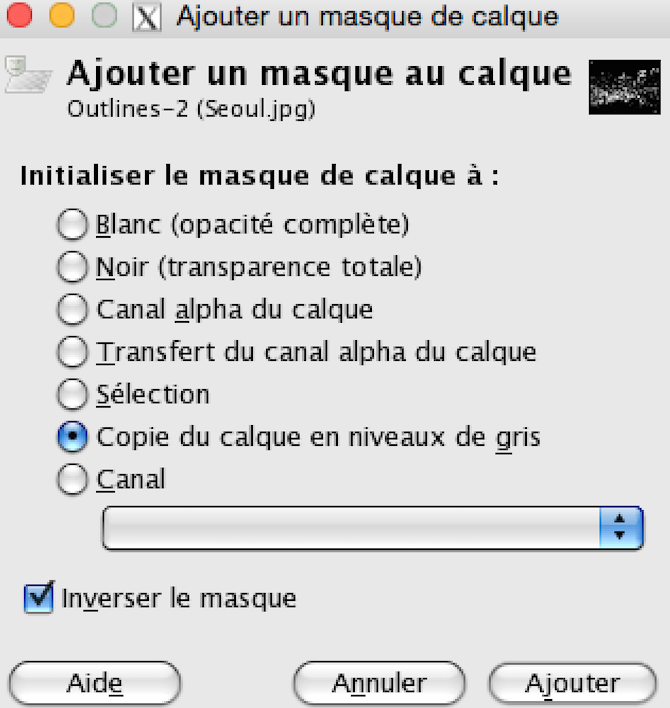 Ajouter un masque de calque
Ajouter un masque au calque
Outlines-2 (Seoul.jpg)
Initialiser le masque de calque à :
Blanc (opacité complète)
Noir (transparence totale)
Canal alpha du calque
Transfert du canal alpha du calque
Sélection
Copie du calque en niveaux de gris
Canal
Inverser le masque
Aide Annuler Ajouter